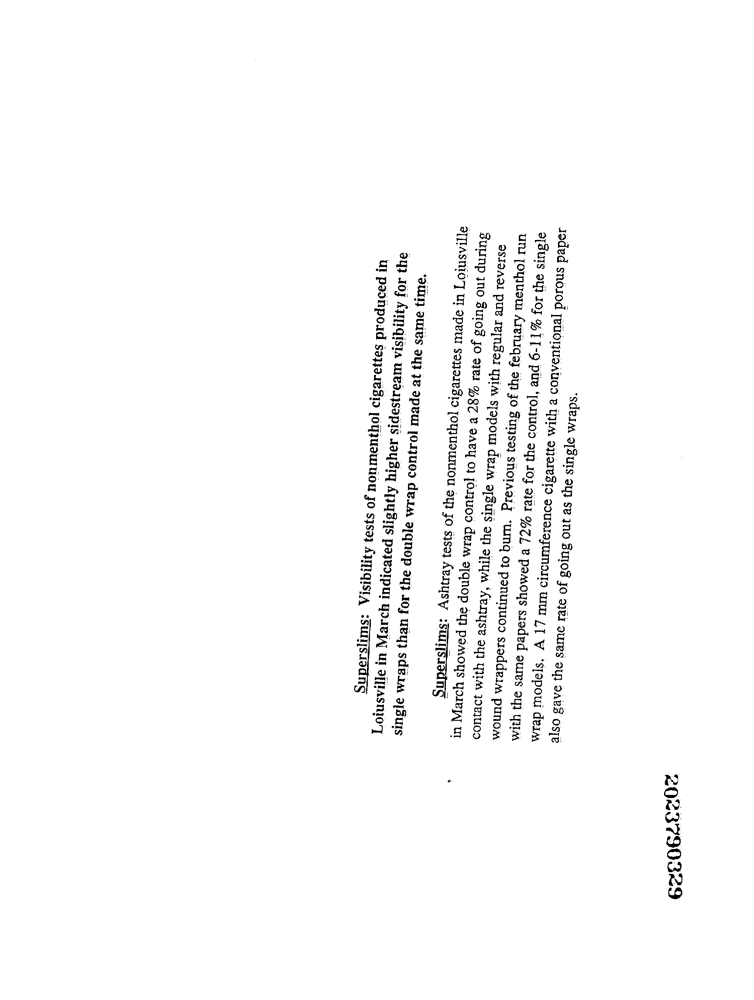 Superslims: Visibility tests of nonmenthol cigarettes produced in
Loiusville in March indicated slightly higher sidestream visibility for the
single wraps than for the double wrap control made at the same time.
Superslims: Ashtray tests of the nonmenthol cigarettes made in Loiusville
in March showed the double wrap control to have a 28% rate of going out during
contact with the ashtray, while the single wrap models with regular and reverse
wound wrappers continued to burn. Previous testing of the february menthol run
with the same papers showed a 72% rate for the control, and 6-11% for the single
wrap models. A 17 mm circumference cigarette with a conventional porous paper
also gave the same rate of going out as the single wraps.
2023790329